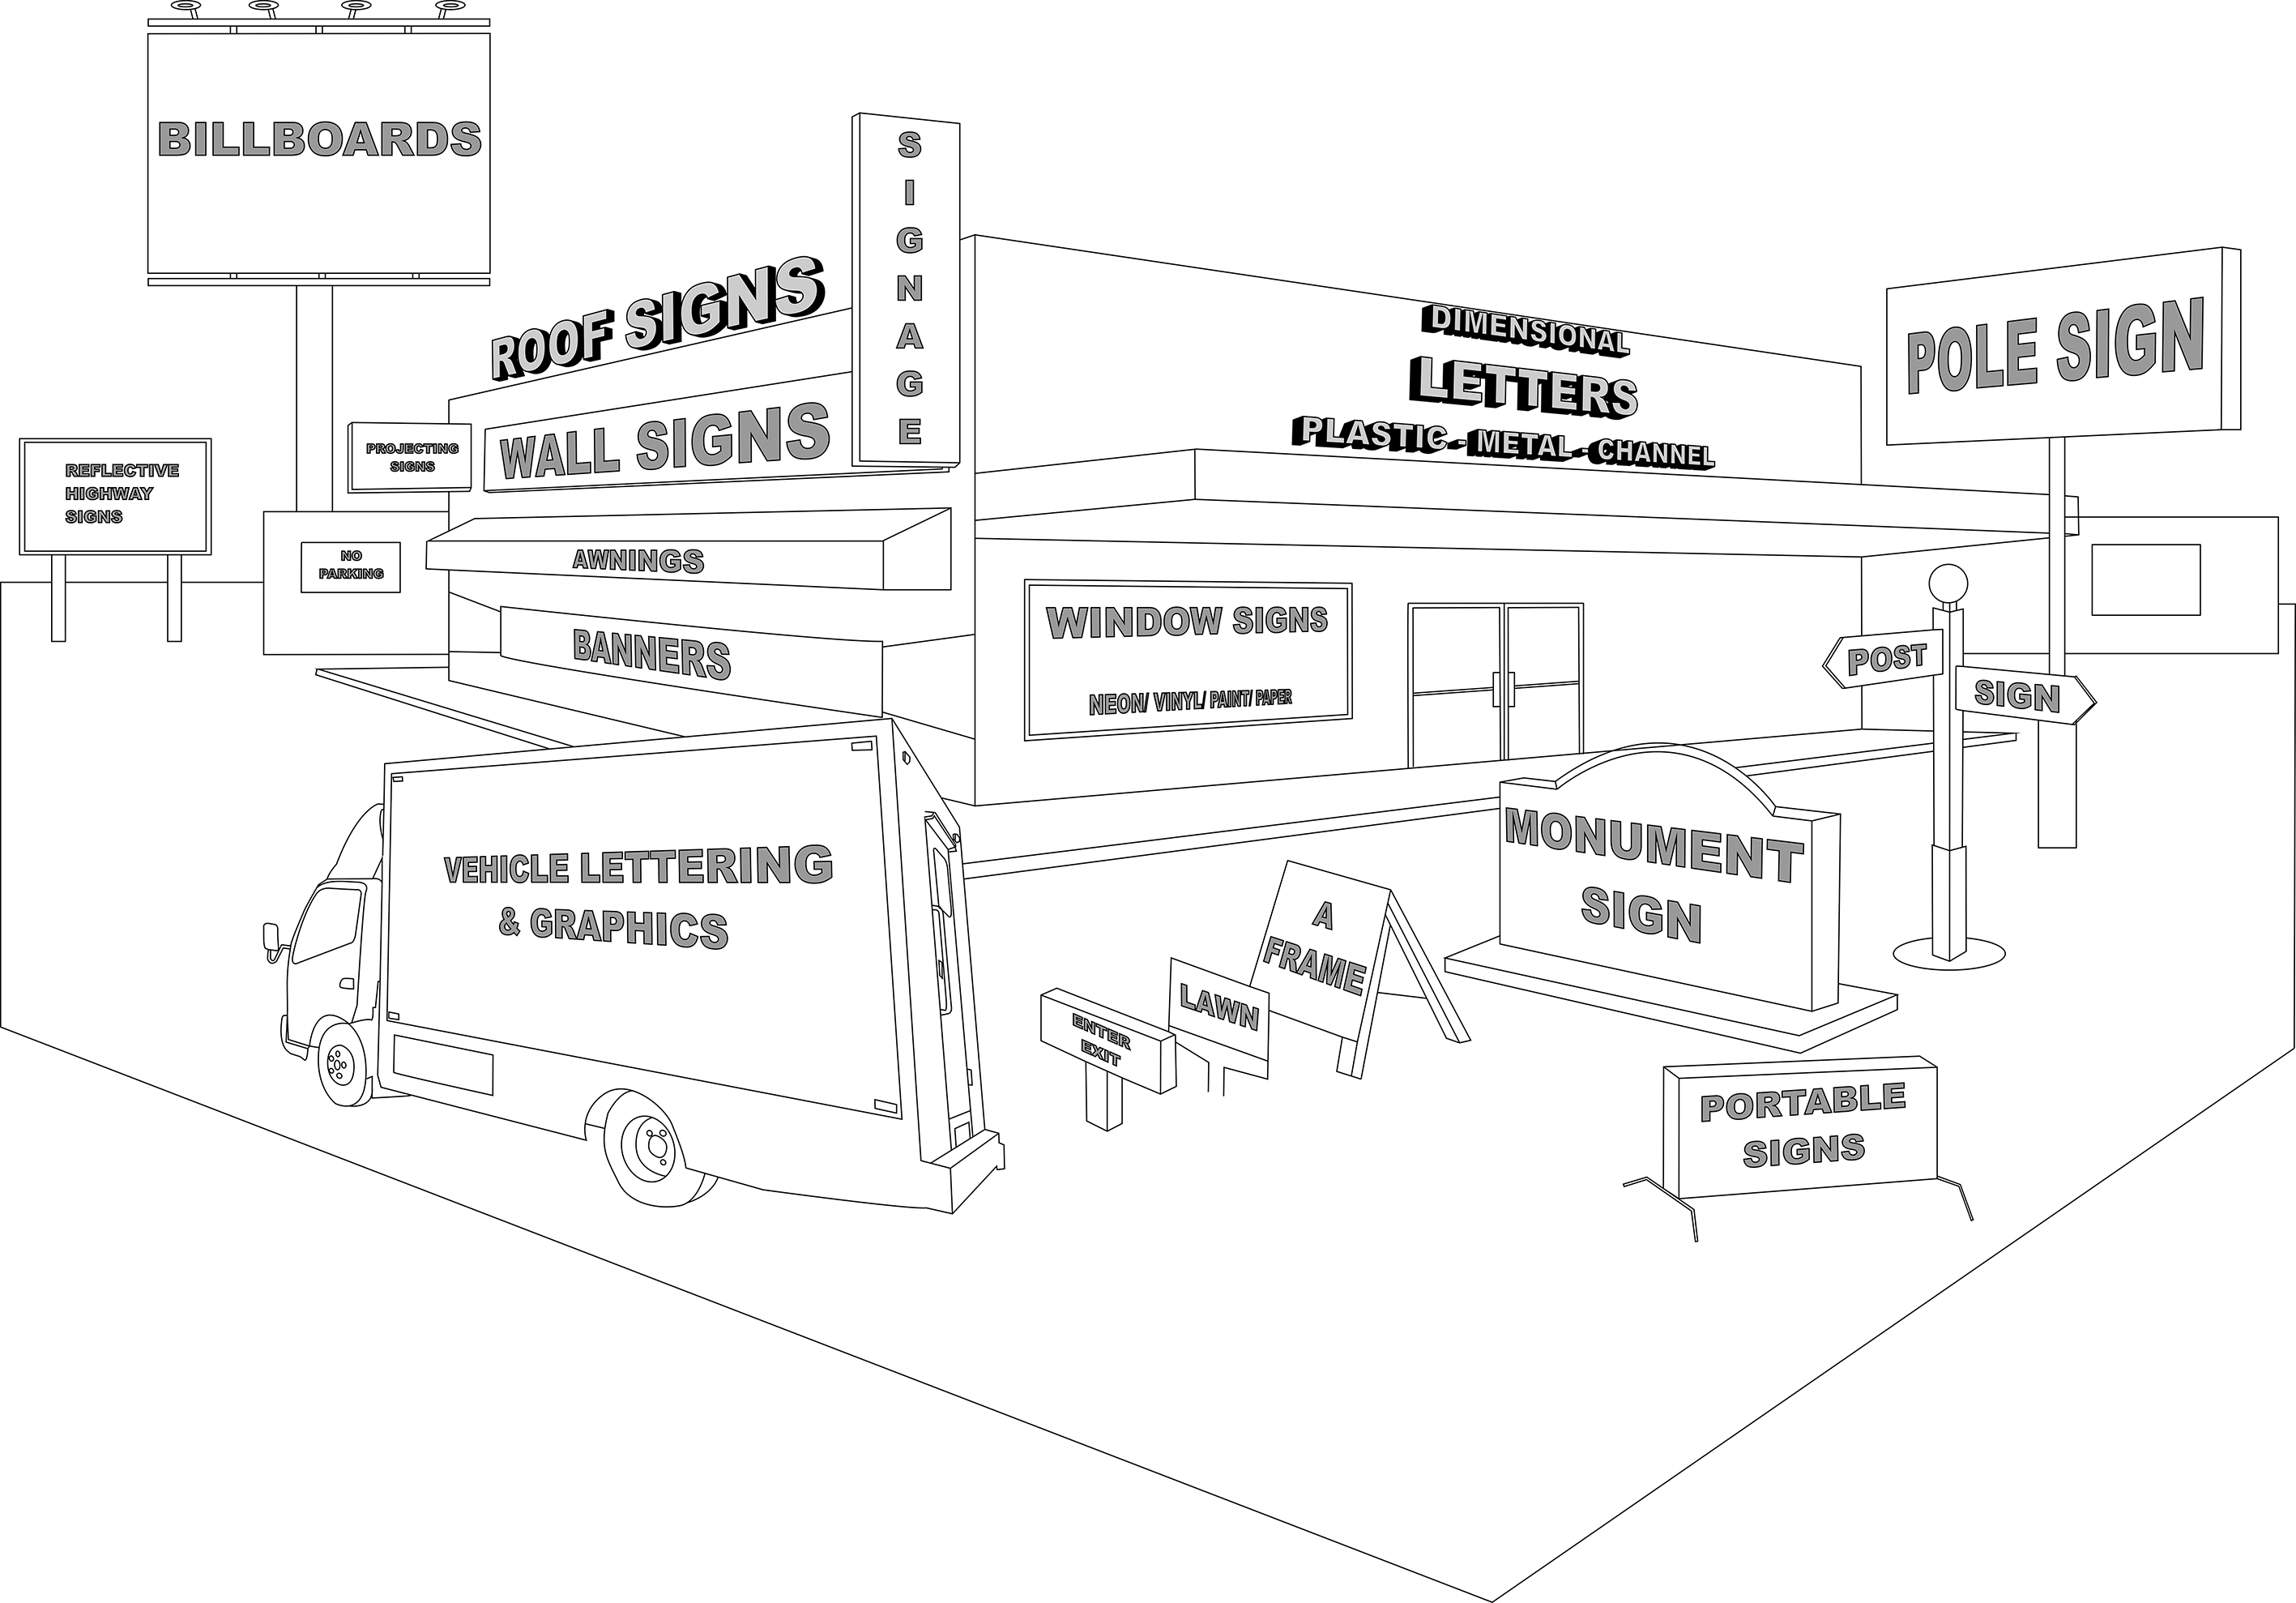 BILLBOARDS
SIGNAGE
ROOF SIGNS
WALL SIGNS
DIMENSIONAL
LETTERS
PLASTIC - METAL - CHANNEL
POLE SIGN
PROJECTING
SIGNS
REFLECTIVE
HIGHWAY
SIGNS
NO
PARKING
AWNINGS
BANNERS
WINDOW SIGNS
NEON/ VINYL/ PAINT/ PAPER
POST
SIGN
VEHICLE LETTERING
& GRAPHICS
MONUMENT
SIGN
A
FRAME
LAWN
ENTER
EXIT
PORTABLE
SIGNS